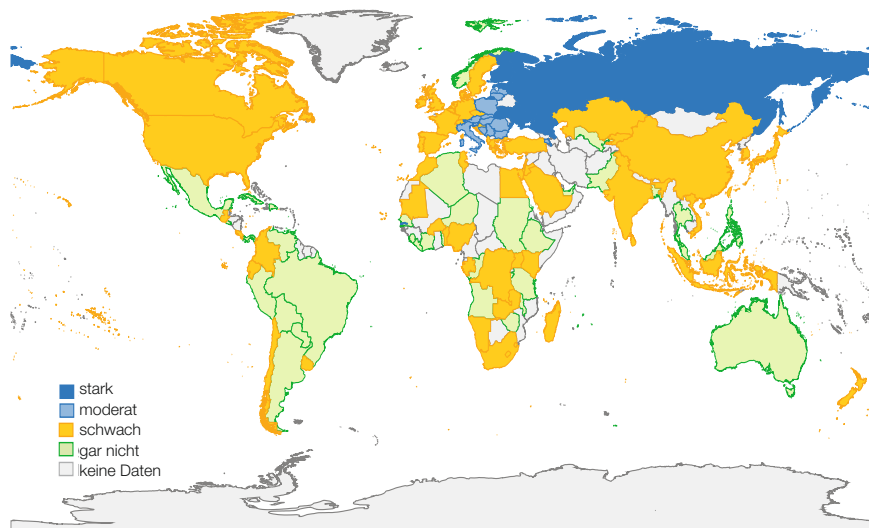 stark
moderat
schwach
gar nicht
keine Daten